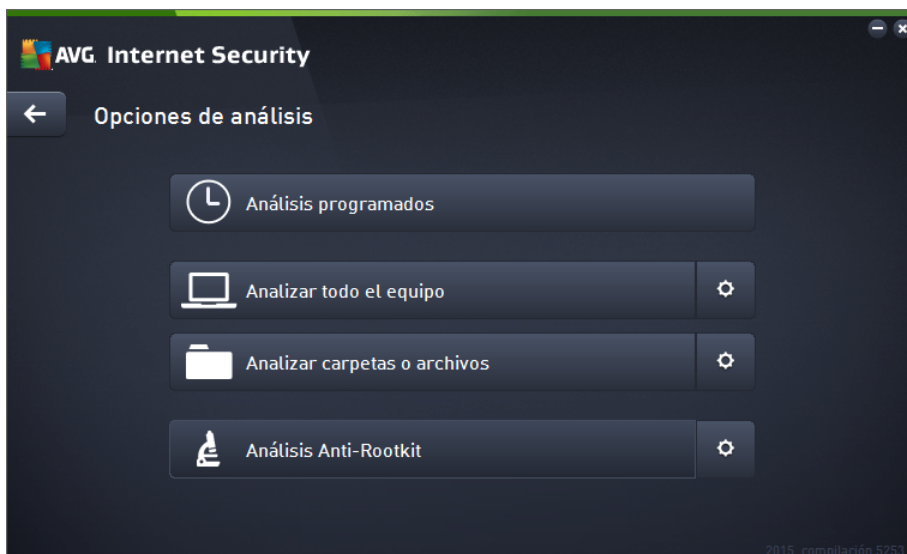 AVG. Internet Security
Opciones de análisis
Análisis programados
Analizar todo el equipo
Analizar carpetas o archivos
Análisis Anti-Rootkit
2015, compilación 5253